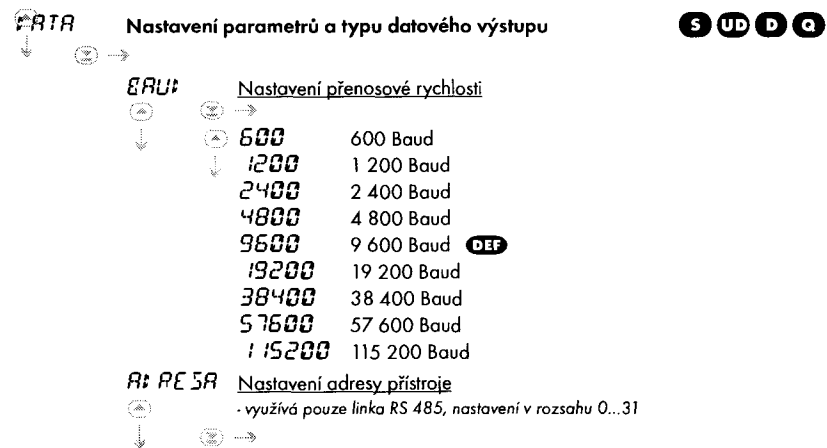 DATA Nastavení parametrů a typu datového výstupu S UD D Q
BAUD Nastavení přenosové rychlosti
600 600 Baud
1200 1 200 Baud
2400 2 400 Baud
4800 4 800 Baud
9600 9 600 Baud DEF
19200 19 200 Baud
38400 38 400 Baud
57600 57 600 Baud
115200 115 200 Baud
ADRESA Nastavení adresy přístroje
- využívá pouze linka RS 485, nastavení v rozsahu 0...31